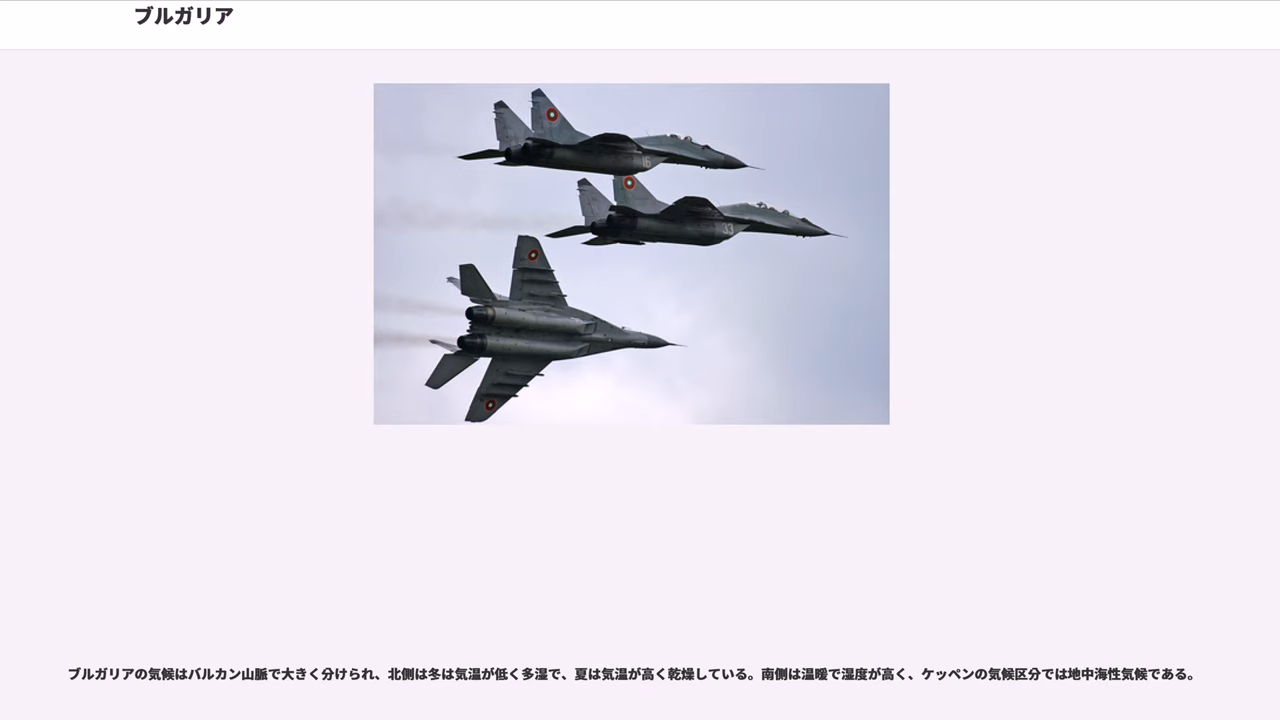 ブルガリア
16
33
ブルガリアの気候はバルカン山脈で大きく分けられ、北側は冬は気温が低く多湿で、夏は気温が高く乾燥している。南側は温暖で湿度が高く、ケッペンの気候区分では地中海性気候である。